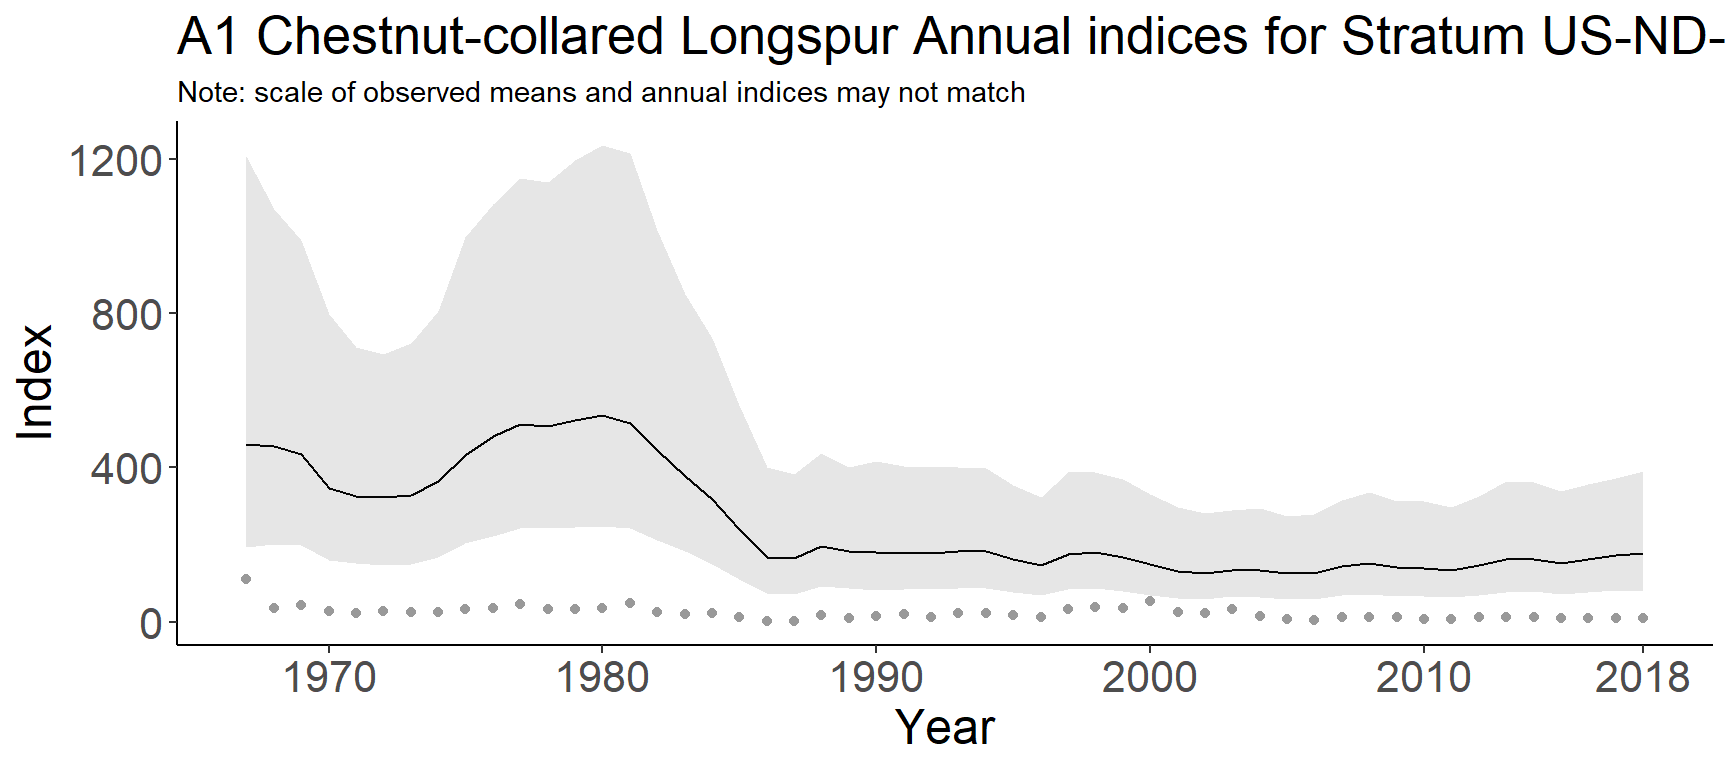 A1 Chestnut-collared Longspur Annual indices for Stratum US-ND-
Note: scale of observed means and annual indices may not match
1200
800
400
0
Index
1970 1980 1990 2000 2010 2018
Year